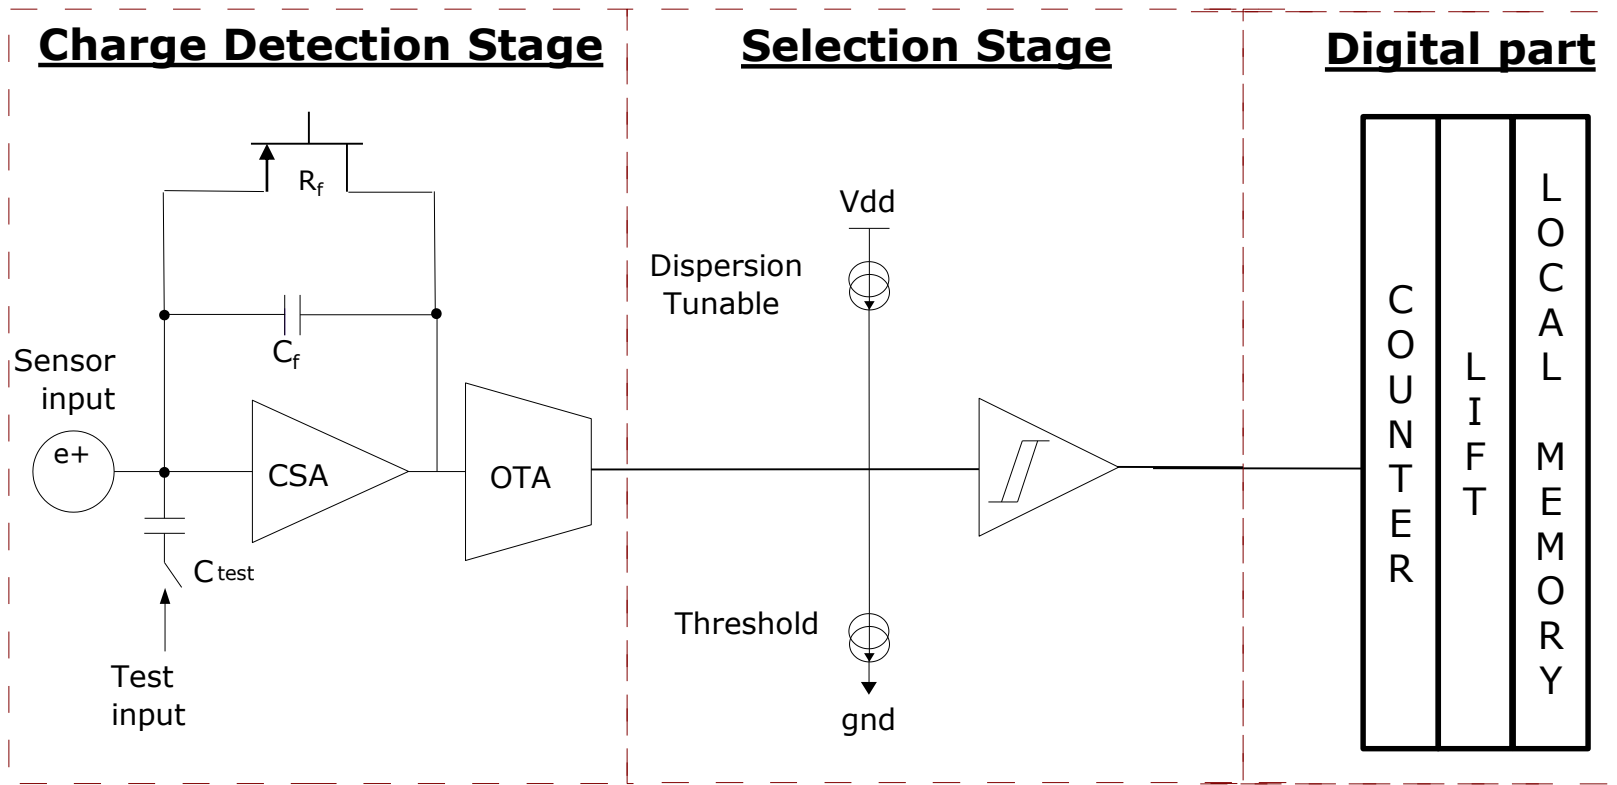 Charge Detection Stage
Selection Stage
Digital part
Rf
Cf
Sensor
input
e+
CSA
OTA
Ctest
Test
input
Vdd
Dispersion
Tunable
Threshold
gnd
COUNTER
LIFT
LOCAL MEMORY